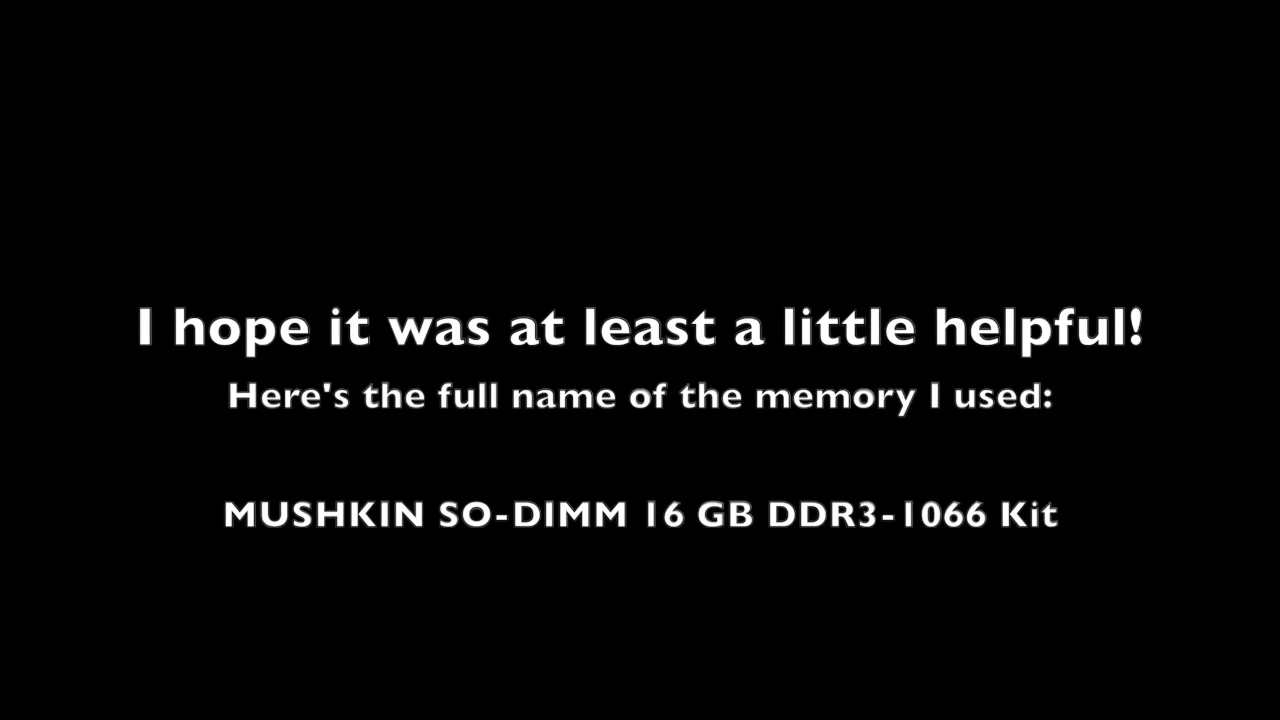 I hope it was at least a little helpful!
Here's the full name of the memory I used:
MUSHKIN SO-DIMM 16 GB DDR3-1066 Kit